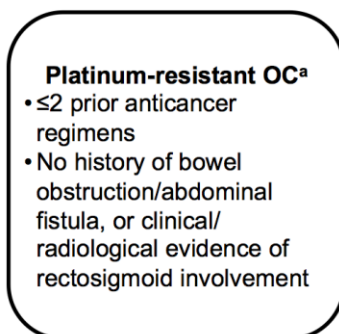 Platinum-resistant OCª
• ≤2 prior anticancer
regimens
• No history of bowel
obstruction/abdominal
fistula, or clinical/
radiological evidence of
rectosigmoid involvement